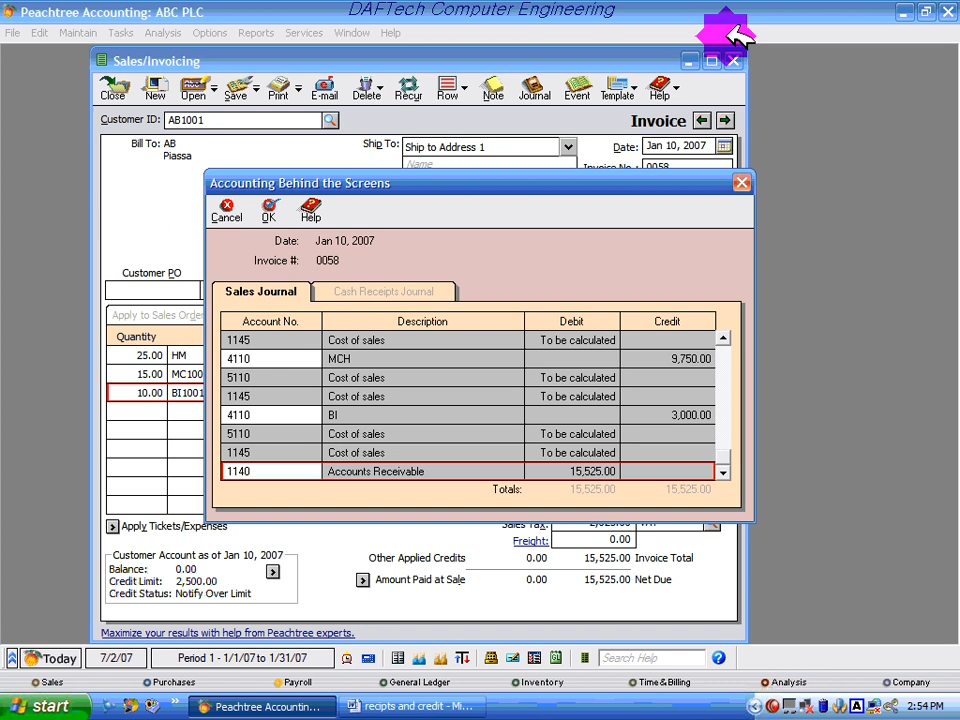 Peachtree Accounting: ABC PLC
DAFTech Computer Engineering
File Edit Maintain Tasks Analysis Options Reports Services Window Help
Sales/Invoicing
Close New Open Save Print E-mail Delete Recur Row Note Journal Event Template Help
Customer ID: AB1001 Invoice
Bill To: AB Ship To: Ship to Address 1 Date: Jan 10, 2007
Piassa Name Invoice No.: 0058
Accounting Behind the Screens
Cancel OK Help
Date: Jan 10, 2007
Invoice #: 0058
Customer PO
Sales Journal Cash Receipts Journal
Apply to Sales Orde
Account No. Description Debit Credit
Quantity
1145 Cost of sales To be calculated
25.00 HM
4110 MCH 9,750.00
15.00 MC100
5110 Cost of sales To be calculated
10.00 BI1001
1145 Cost of sales To be calculated
4110 BI 3,000.00
5110 Cost of sales To be calculated
1145 Cost of sales To be calculated
1140 Accounts Receivable 15,525.00
Totals: 15,525.00 15,525.00
Apply Tickets/Expenses
Sales Tax:
Freight: 0.00
Customer Account as of Jan 10, 2007
Other Applied Credits 0.00 15,525.00 Invoice Total
Balance: 0.00
Amount Paid at Sale 0.00 15,525.00 Net Due
Credit Limit: 2,500.00
Credit Status: Notify Over Limit
Maximize your results with help from Peachtree experts.
Today 7/2/07 Period 1 - 1/1/07 to 1/31/07 Search Help
Sales Purchases Payroll General Ledger Inventory Time & Billing Analysis Company
start Peachtree Accountin... recipts and credit - Mi... A 2:54 PM